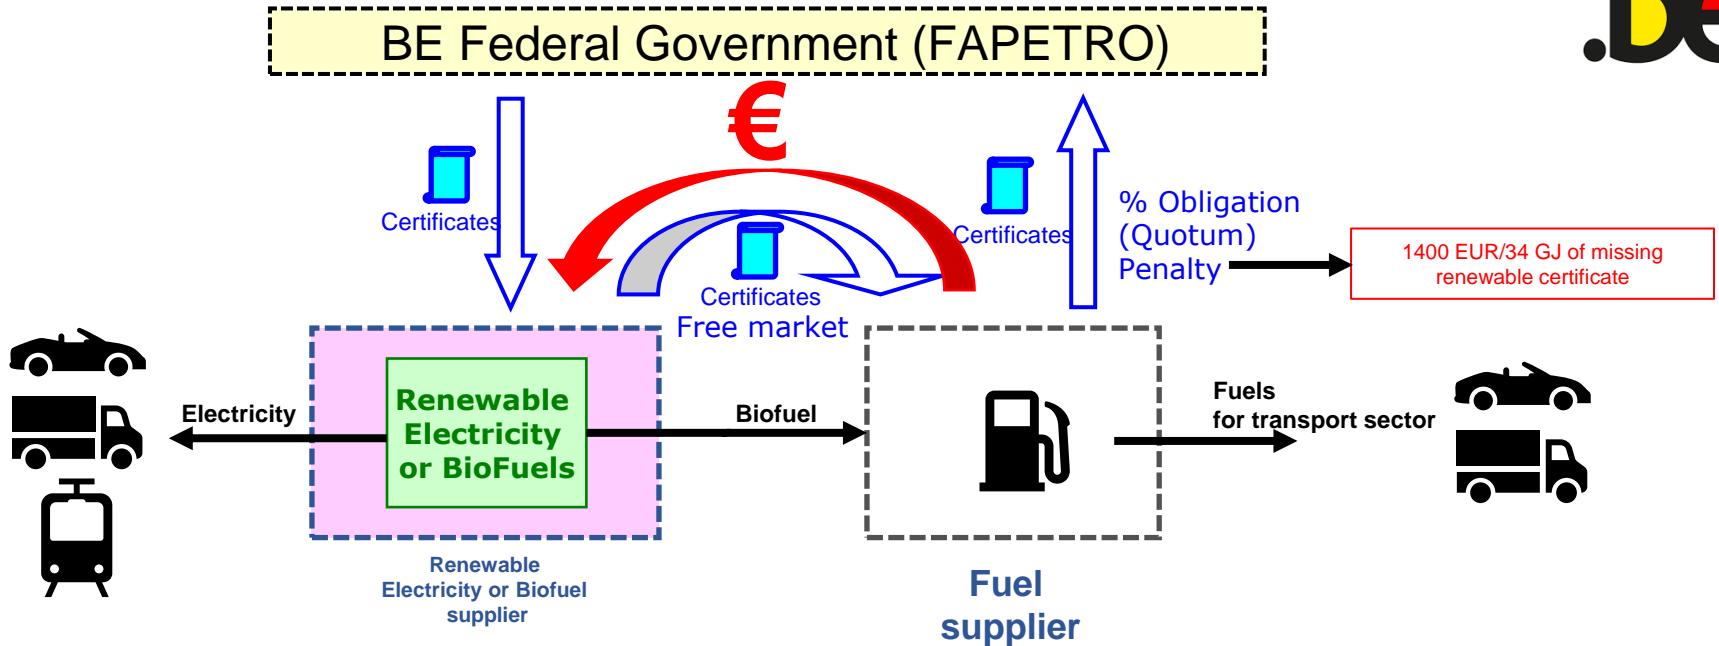 BE Federal Government (FAPETRO)
€
Certificates
Certificates
Free market
Certificates
% Obligation
(Quotum)
Penalty
1400 EUR/34 GJ of missing
renewable certificate
Electricity
Renewable
Electricity
or BioFuels
Biofuel
Fuels
for transport sector
Renewable
Electricity or Biofuel
supplier
Fuel
supplier